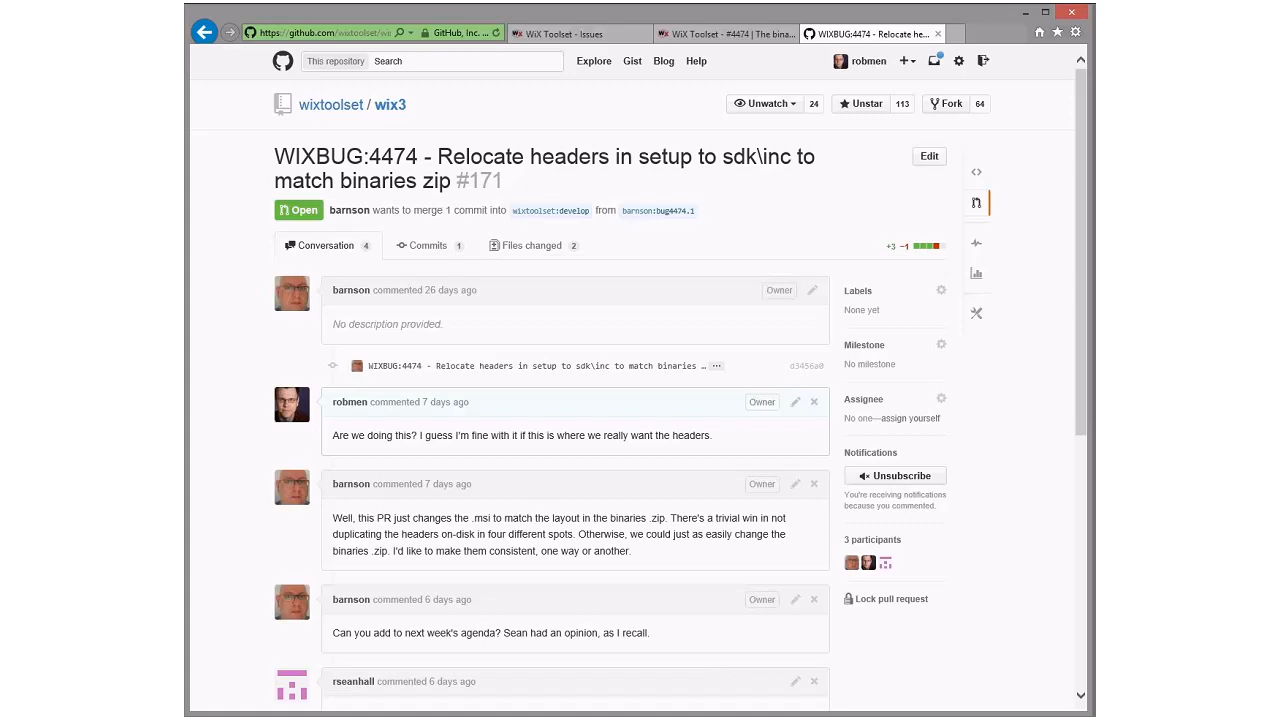 https://github.com/wixtoolset/wi
GitHub, Inc. ...
WiX Toolset - Issues
WiX Toolset - #4474 | The bina...
WIXBUG:4474 - Relocate he...
This repository
Search
Explore
Gist
Blog
Help
robmen
wixtoolset / wix3
Unwatch
24
Unstar
113
Fork
64
WIXBUG:4474 - Relocate headers in setup to sdk\inc to
match binaries zip #171
Edit
Open
barnson wants to merge 1 commit into wixtoolset:develop from barnson:bug4474.1
Conversation 4
Commits 1
Files changed 2
+3 −1
barnson commented 26 days ago
Owner
No description provided.
WIXBUG:4474 - Relocate headers in setup to sdk\inc to match binaries … ...
d3456a0
robmen commented 7 days ago
Owner
Are we doing this? I guess I'm fine with it if this is where we really want the headers.
barnson commented 7 days ago
Owner
Well, this PR just changes the .msi to match the layout in the binaries .zip. There's a trivial win in not
duplicating the headers on-disk in four different spots. Otherwise, we could just as easily change the
binaries .zip. I'd like to make them consistent, one way or another.
barnson commented 6 days ago
Owner
Can you add to next week's agenda? Sean had an opinion, as I recall.
rseanhall commented 6 days ago
Labels
None yet
Milestone
No milestone
Assignee
No one—assign yourself
Notifications
Unsubscribe
You're receiving notifications
because you commented.
3 participants
Lock pull request